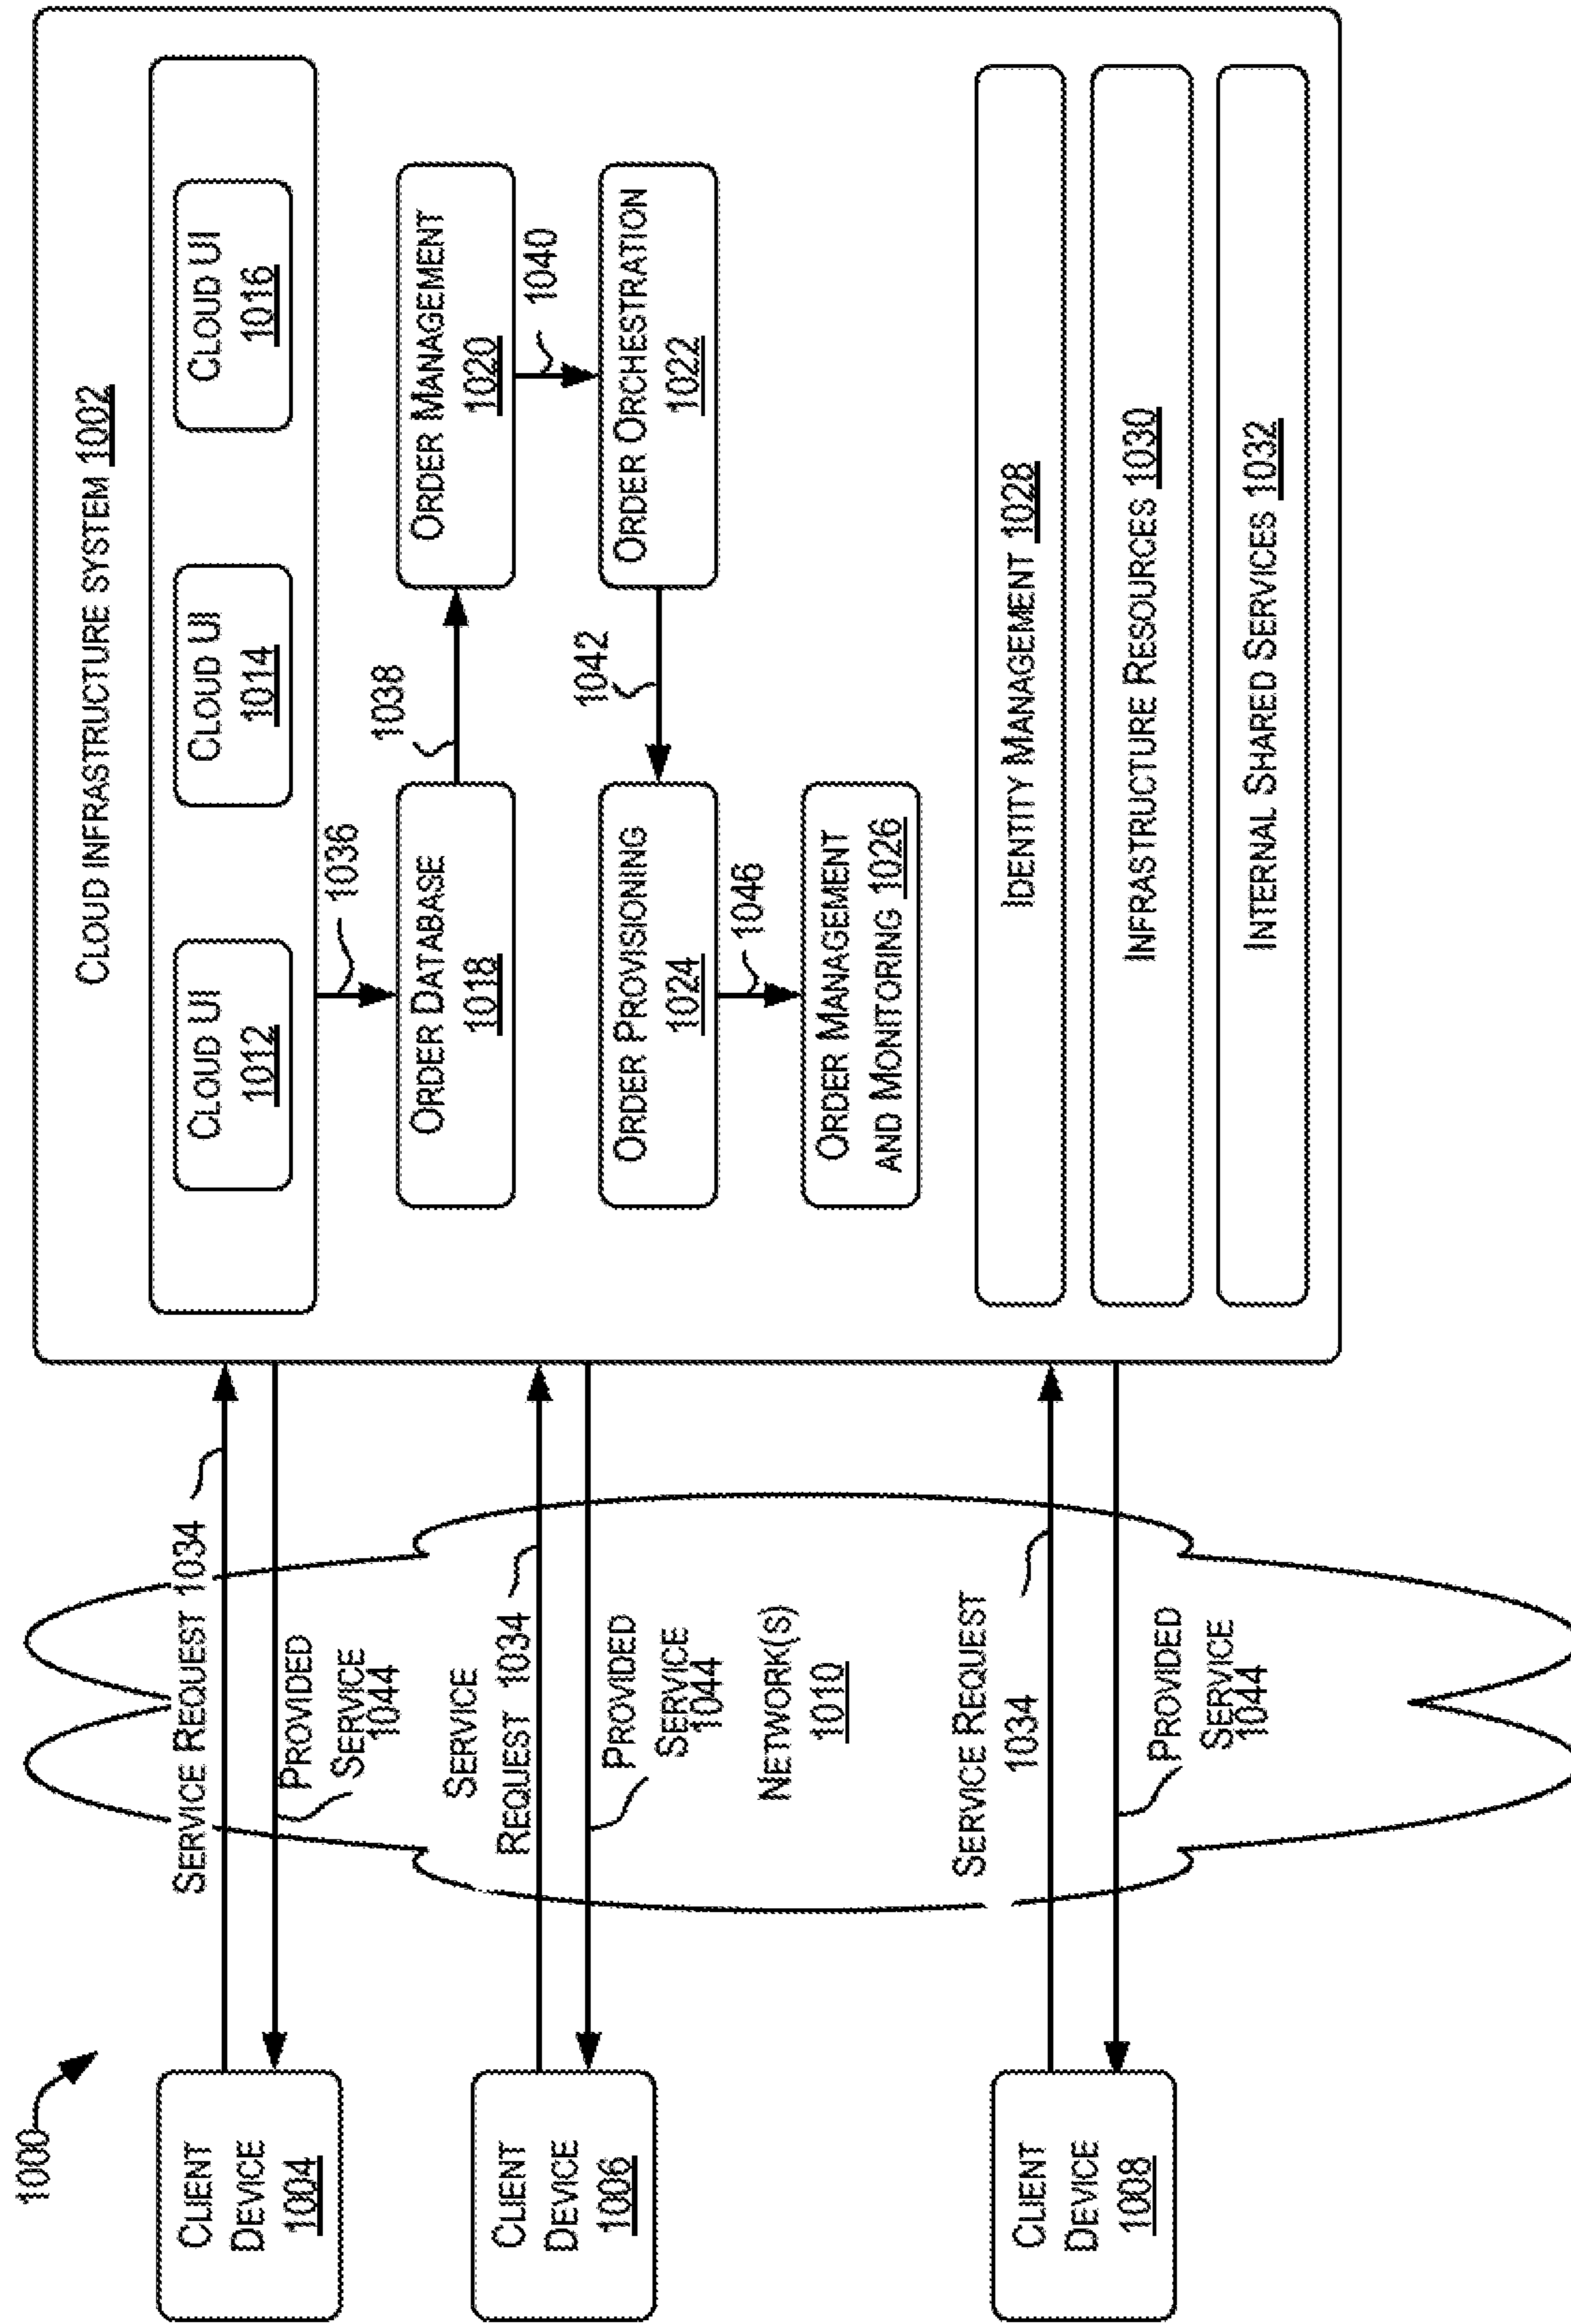 1000
CLIENT
DEVICE
1004
CLIENT
DEVICE
1006
CLIENT
DEVICE
1008
SERVICE REQUEST 1034
PROVIDED
SERVICE
1044
SERVICE
REQUEST 1034
PROVIDED
SERVICE
1044
NETWORK(S)
1010
SERVICE REQUEST
1034
PROVIDED
SERVICE
1044
CLOUD INFRASTRUCTURE SYSTEM 1002
CLOUD UI
1012
CLOUD UI
1014
CLOUD UI
1016
1036
ORDER DATABASE
1018
1038
ORDER MANAGEMENT
1020
1040
ORDER ORCHESTRATION
1022
1042
ORDER PROVISIONING
1024
1046
ORDER MANAGEMENT
AND MONITORING 1026
IDENTITY MANAGEMENT 1028
INFRASTRUCTURE RESOURCES 1030
INTERNAL SHARED SERVICES 1032